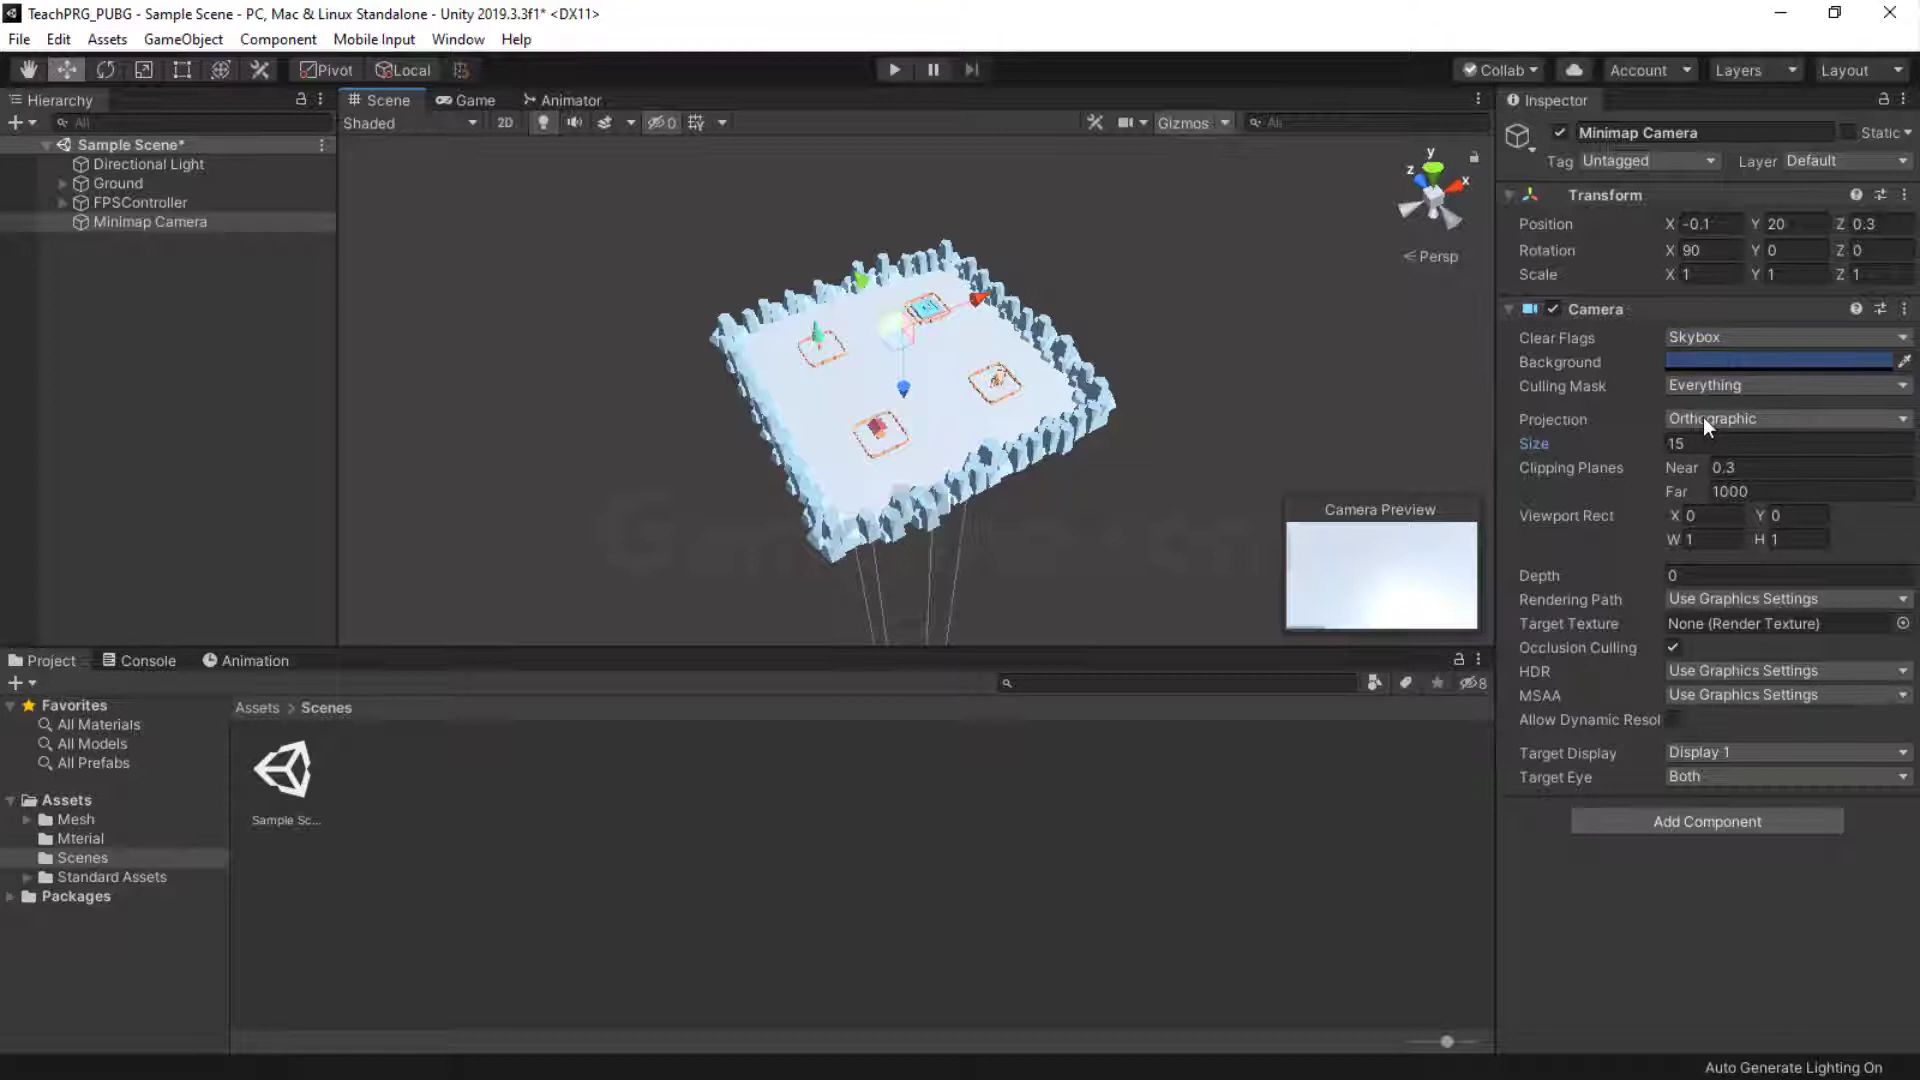 TeachPRG_PUBG - Sample Scene - PC, Mac & Linux Standalone - Unity 2019.3.3f1* <DX11>
File Edit Assets GameObject Component Mobile Input Window Help
Pivot Local Collab Account Layers Layout
Hierarchy
All
Sample Scene*
Directional Light
Ground
FPSController
Minimap Camera
Scene Game Animator
Shaded 2D 0 Gizmos All
y
z
x
Persp
Camera Preview
Inspector
Minimap Camera Static
Tag Untagged Layer Default
Transform
Position X -0.1 Y 20 Z 0.3
Rotation X 90 Y 0 Z 0
Scale X 1 Y 1 Z 1
Camera
Clear Flags Skybox
Background
Culling Mask Everything
Projection Orthographic
Size 15
Clipping Planes Near 0.3
Far 1000
Viewport Rect X 0 Y 0
W 1 H 1
Depth 0
Rendering Path Use Graphics Settings
Target Texture None (Render Texture)
Occlusion Culling
HDR Use Graphics Settings
MSAA Use Graphics Settings
Allow Dynamic Resol
Target Display Display 1
Target Eye Both
Add Component
Project Console Animation
8
Favorites
All Materials
All Models
All Prefabs
Assets
Mesh
Mterial
Scenes
Standard Assets
Packages
Assets > Scenes
Sample Sc...
Auto Generate Lighting On